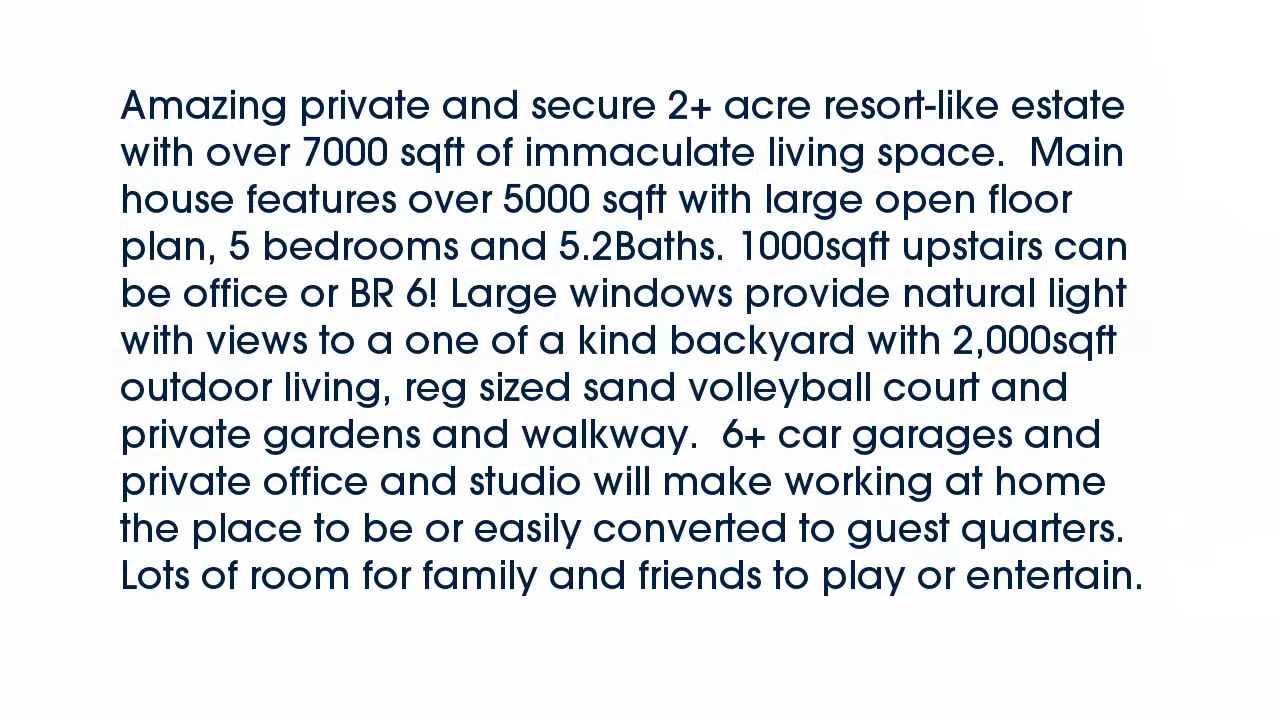 Amazing private and secure 2+ acre resort-like estate
with over 7000 sqft of immaculate living space.  Main
house features over 5000 sqft with large open floor
plan, 5 bedrooms and 5.2Baths. 1000sqft upstairs can
be office or BR 6! Large windows provide natural light
with views to a one of a kind backyard with 2,000sqft
outdoor living, reg sized sand volleyball court and
private gardens and walkway.  6+ car garages and
private office and studio will make working at home
the place to be or easily converted to guest quarters.
Lots of room for family and friends to play or entertain.